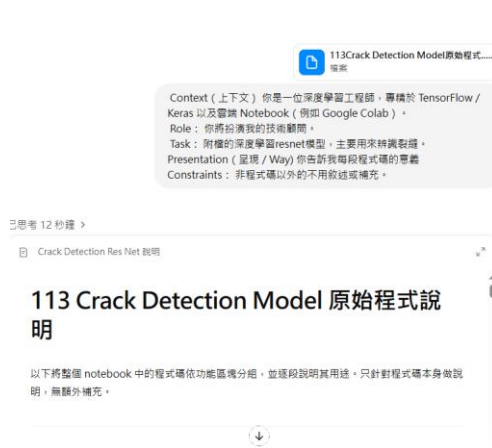 113Crack Detection Model原始程式.....
檔案
Context ( 上下文 ) 你是一位深度學習工程師，專精於 TensorFlow /
Keras 以及雲端 Notebook ( 例如 Google Colab ) 。
Role： 你將扮演我的技術顧問。
Task： 附檔的深度學習resnet模型，主要用來辨識裂縫。
Presentation ( 呈現 / Way) 你告訴我每段程式碼的意義
Constraints： 非程式碼以外的不用敘述或補充。
已思考 12 秒鐘 >
Crack Detection Res Net 說明
113 Crack Detection Model 原始程式說
明
以下將整個 notebook 中的程式碼依功能區塊分組，並逐段說明其用途。只針對程式碼本身做說
明，無額外補充。